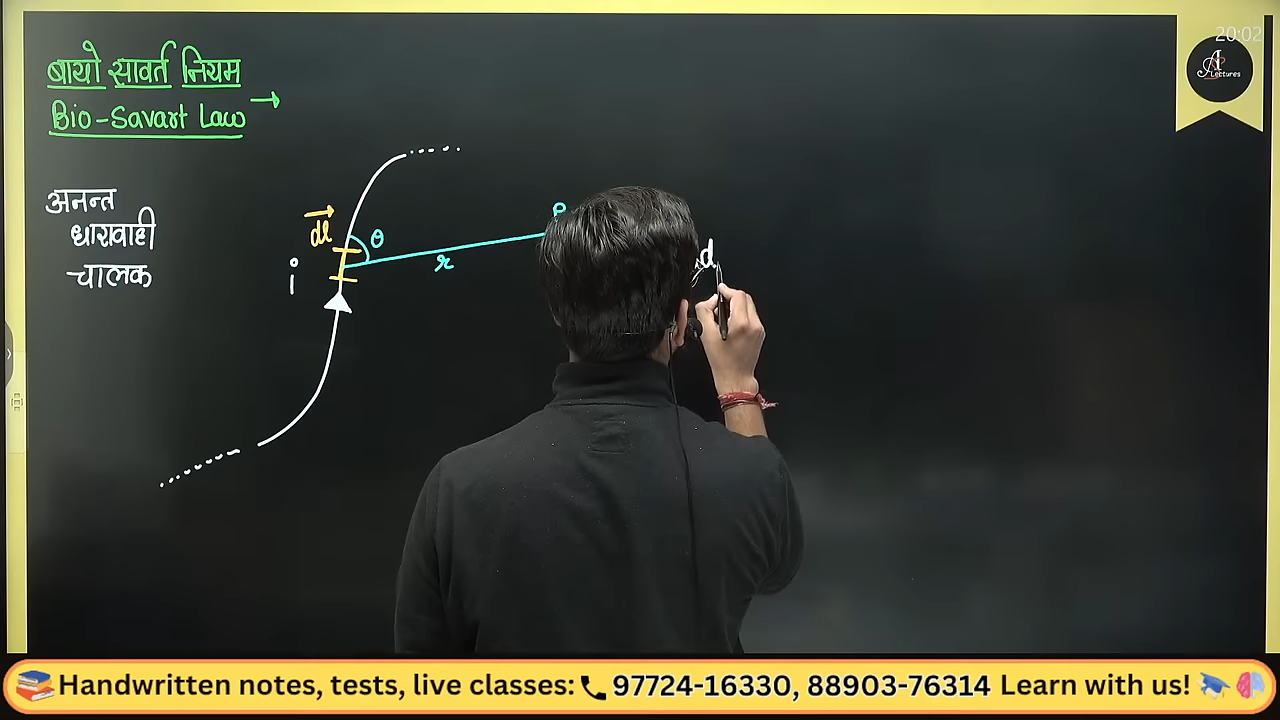 20:02
A Lectures
बायो सावर्त नियम
Bio-Savart Law →
अनन्त
धारावाही
चालक
dl
θ
i
r
P
d
Handwritten notes, tests, live classes: 97724-16330, 88903-76314 Learn with us!